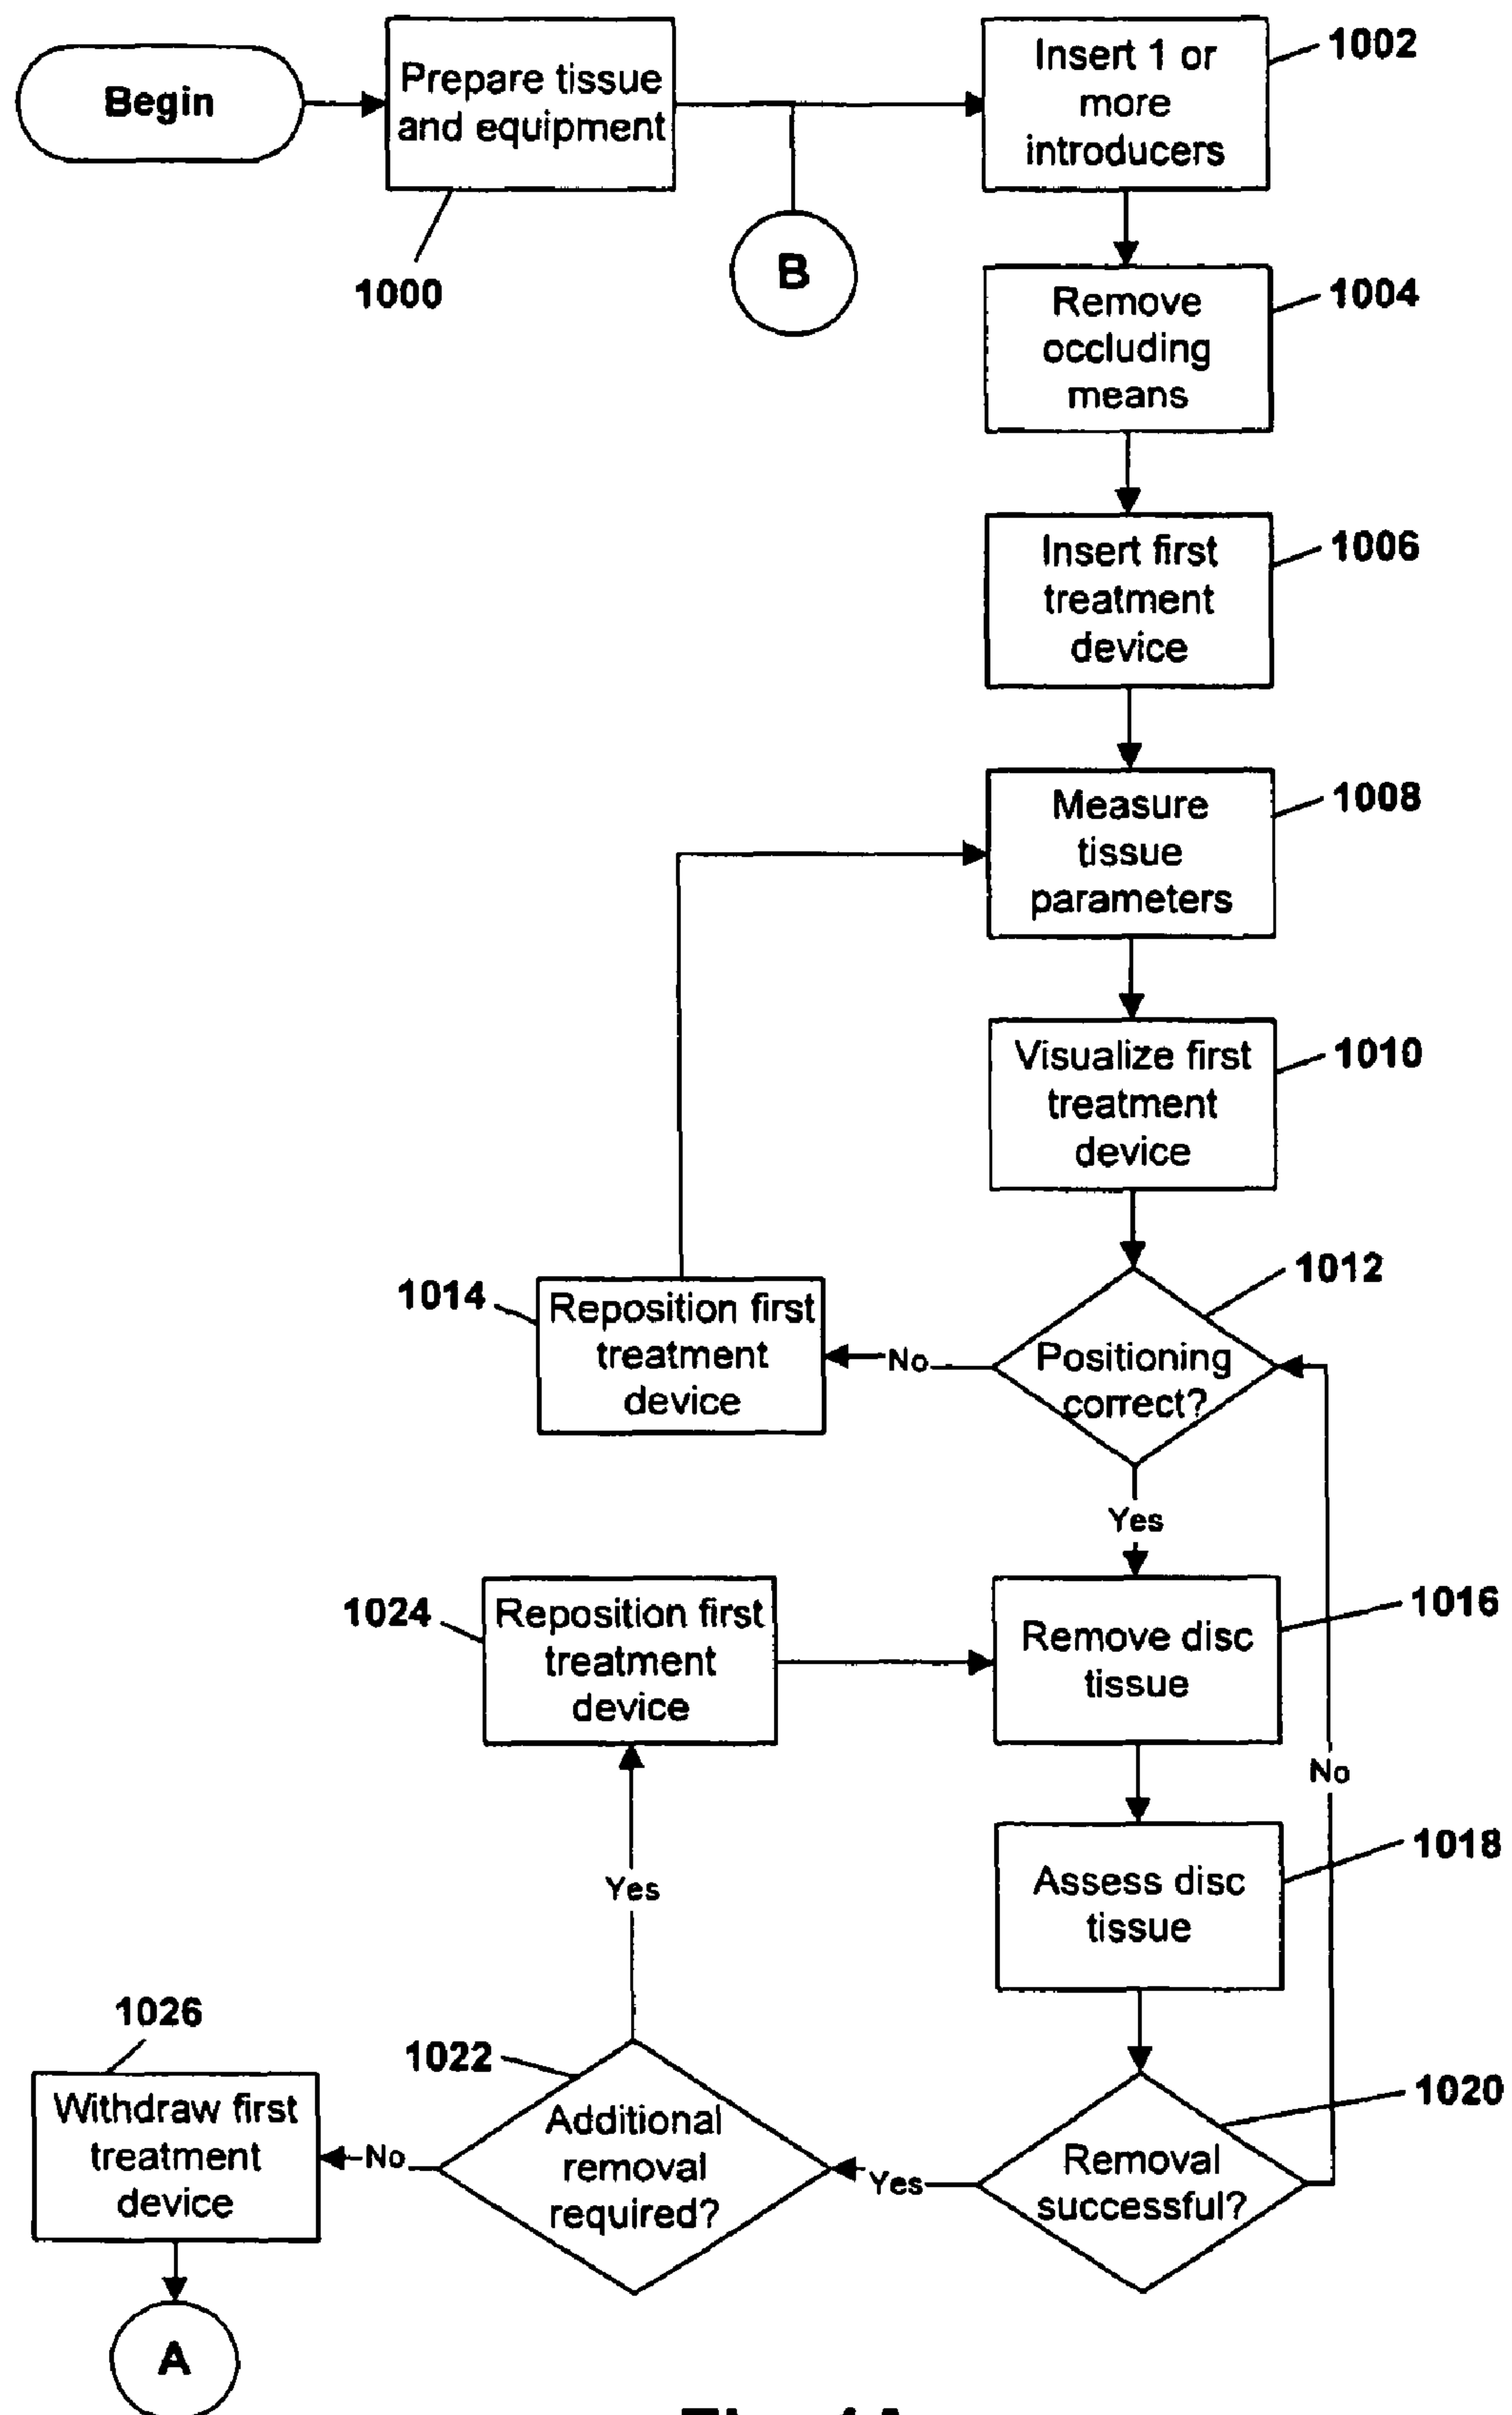 Begin
Prepare tissue
and equipment
1000
B
Insert 1 or
more
introducers
1002
Remove
occluding
means
1004
Insert first
treatment
device
1006
Measure
tissue
parameters
1008
Visualize first
treatment
device
1010
Positioning
correct?
1012
No
1014
Reposition first
treatment
device
Yes
Remove disc
tissue
1016
1024
Reposition first
treatment
device
No
Assess disc
tissue
1018
Yes
Removal
successful?
1020
Yes
1022
Additional
removal
required?
No
1026
Withdraw first
treatment
device
A